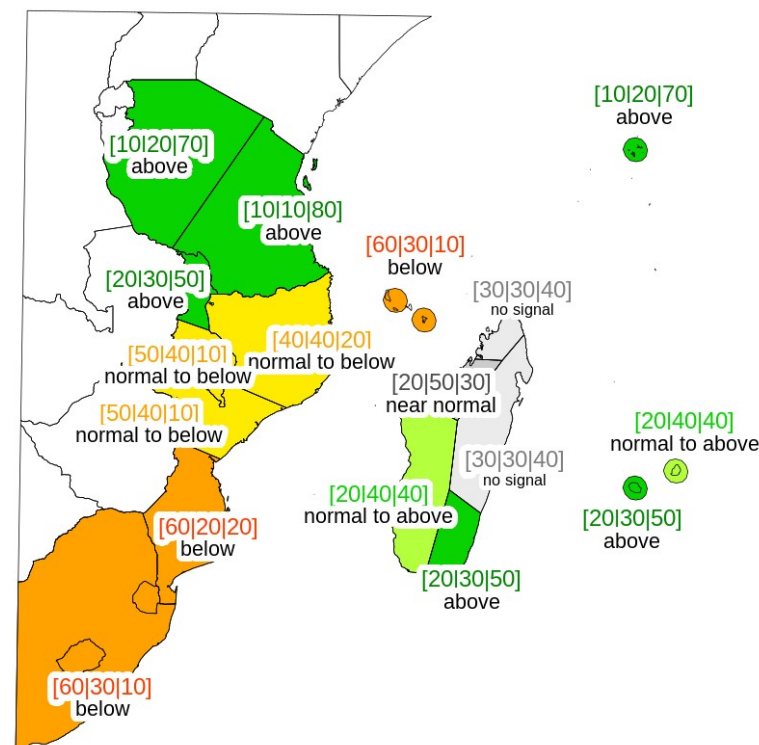 [10|20|70]
above
[10|20|70]
above
[10|10|80]
above
[60|30|10]
below
[20|30|50]
above
[30|30|40]
no signal
[50|40|10]
normal to below
[40|40|20]
normal to below
[20|50|30]
near normal
[50|40|10]
normal to below
[20|40|40]
normal to above
[30|30|40]
no signal
[20|40|40]
normal to above
[20|30|50]
above
[60|20|20]
below
[20|30|50]
above
[60|30|10]
below